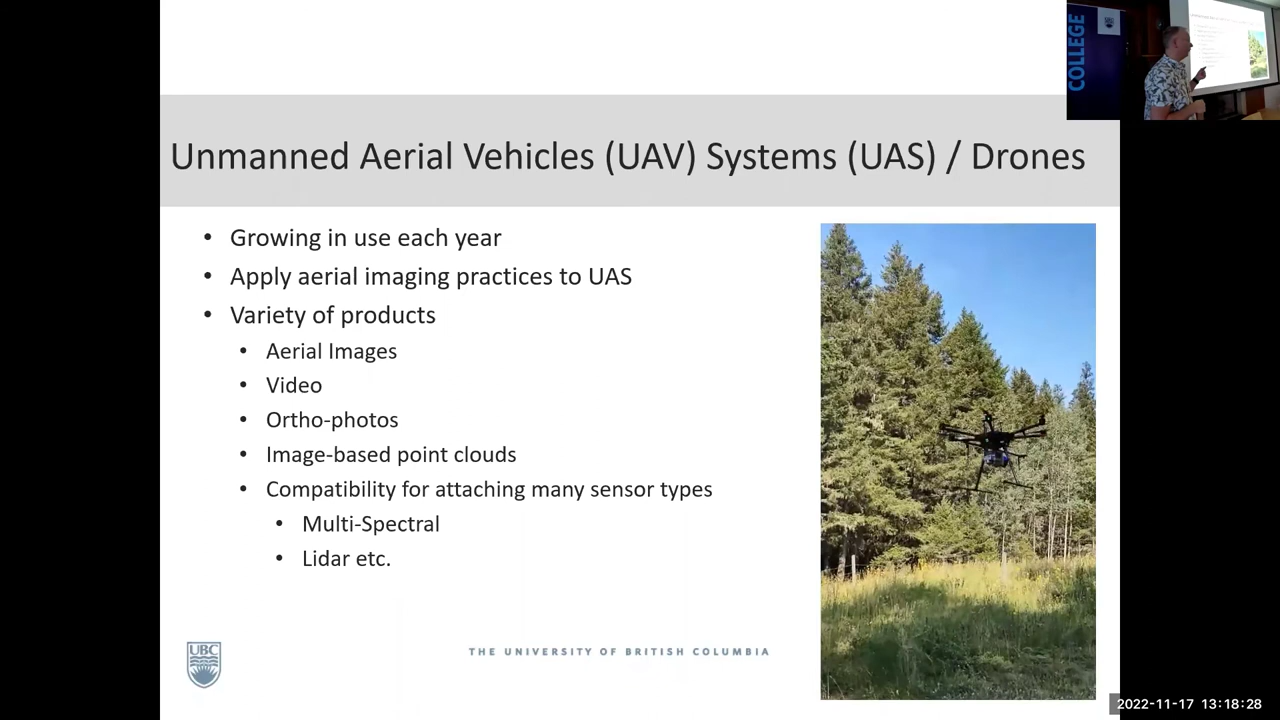 COLLEGE
Unmanned Aerial Vehicles (UAV) Systems (UAS) / Drones
• Growing in use each year
• Apply aerial imaging practices to UAS
• Variety of products
• Aerial Images
• Video
• Ortho-photos
• Image-based point clouds
• Compatibility for attaching many sensor types
• Multi-Spectral
• Lidar etc.
UBC
THE UNIVERSITY OF BRITISH COLUMBIA
2022-11-17 13:18:28